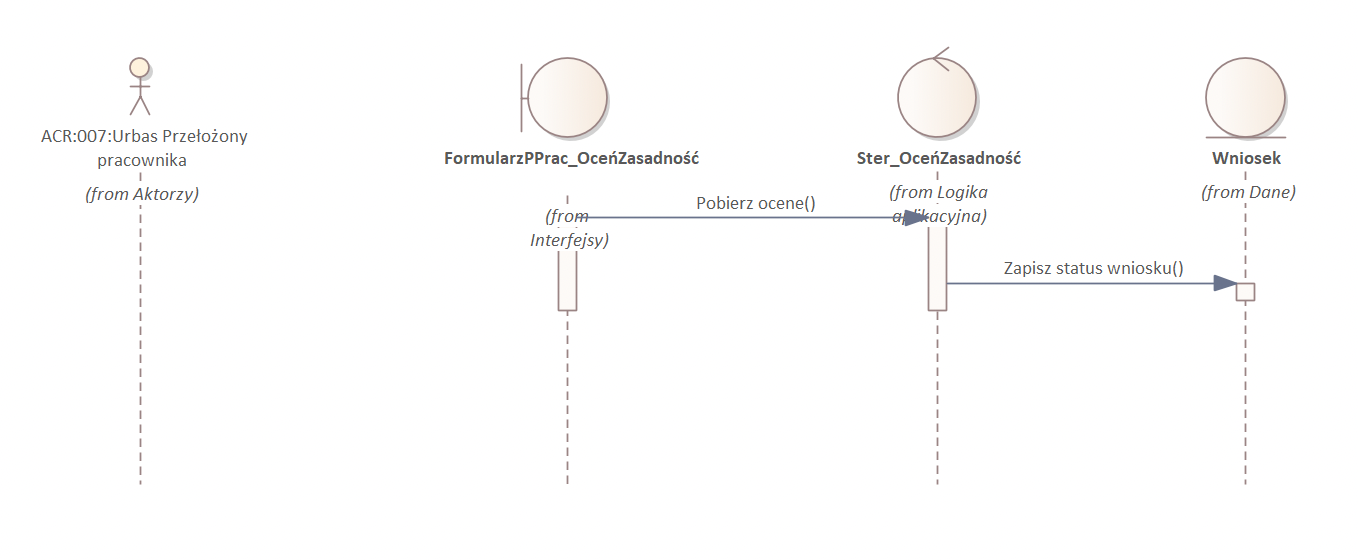 ACR:007:Urbas Przełożony
pracownika
(from Aktorzy)
FormularzPPrac_OceńZasadność
(from
Interfejsy)
Ster_OceńZasadność
(from Logika
aplikacyjna)
Wniosek
(from Dane)
Pobierz ocene()
Zapisz status wniosku()